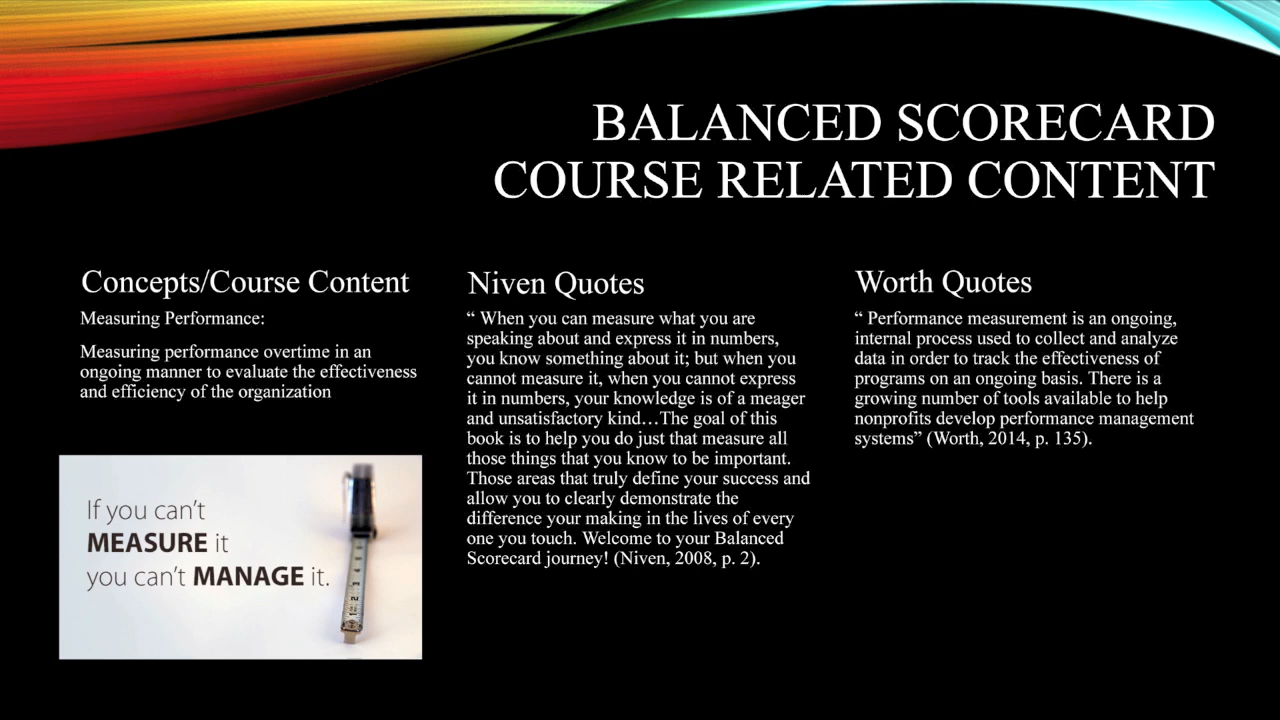 BALANCED SCORECARD
COURSE RELATED CONTENT
Concepts/Course Content
Measuring Performance:
Measuring performance overtime in an
ongoing manner to evaluate the effectiveness
and efficiency of the organization
If you can't
MEASURE it
you can't MANAGE it.
Niven Quotes
“ When you can measure what you are
speaking about and express it in numbers,
you know something about it; but when you
cannot measure it, when you cannot express
it in numbers, your knowledge is of a meager
and unsatisfactory kind…The goal of this
book is to help you do just that measure all
those things that you know to be important.
Those areas that truly define your success and
allow you to clearly demonstrate the
difference your making in the lives of every
one you touch. Welcome to your Balanced
Scorecard journey! (Niven, 2008, p. 2).
Worth Quotes
“ Performance measurement is an ongoing,
internal process used to collect and analyze
data in order to track the effectiveness of
programs on an ongoing basis. There is a
growing number of tools available to help
nonprofits develop performance management
systems” (Worth, 2014, p. 135).